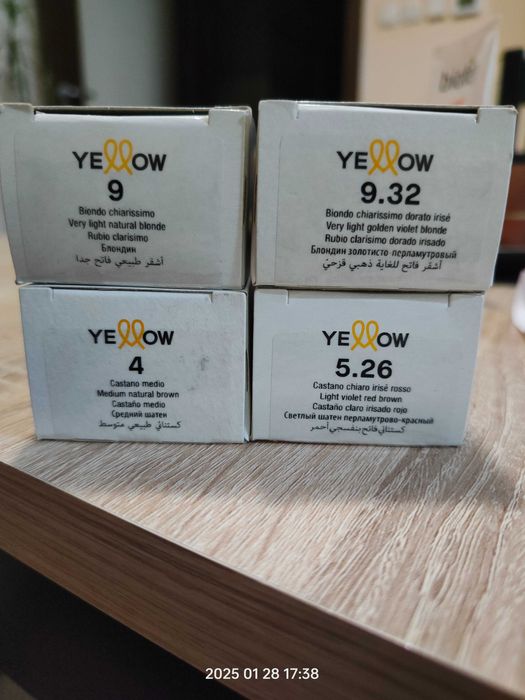 YELLOW
9
Biondo chiarissimo
Very light natural blonde
Rubio clarísimo
Блондин
أشقر طبيعي فاتح جدا
YELLOW
9.32
Biondo chiarissimo dorato irisé
Very light golden violet blonde
Rubio clarísimo dorado irisado
Блондин золотисто перламутровый
أشقر فاتح للغاية ذهبي قزحيّ
YELLOW
4
Castano medio
Medium natural brown
Castaño medio
Средний шатен
كستنائي طبيعي متوسط
YELLOW
5.26
Castano chiaro irisé rosso
Light violet red brown
Castaño claro irisado rojo
Светлый шатен перламутрово-красный
كستنائي فاتح بنفسجي أحمر
2025 01 28 17:38